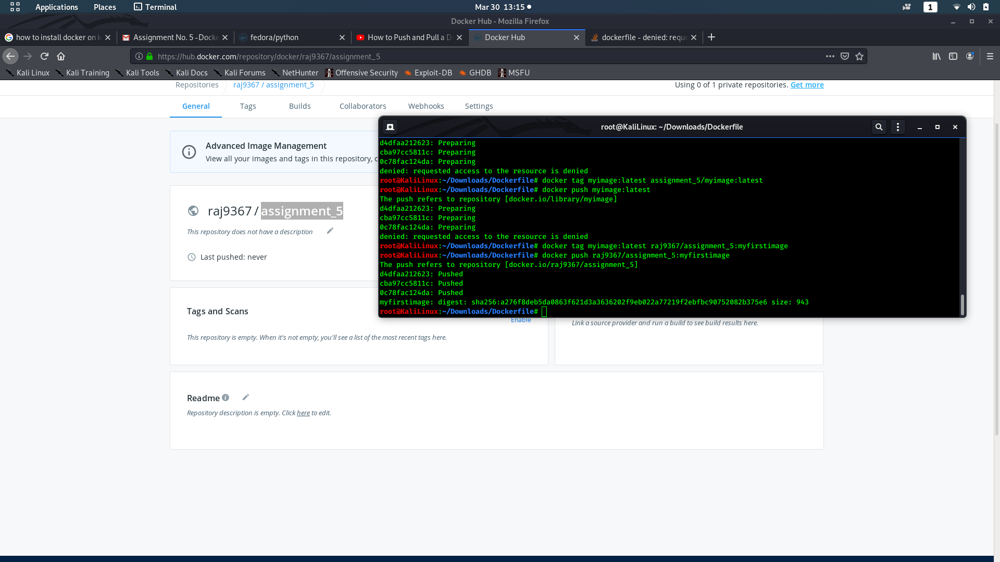 Applications Places Terminal Mar 30 13:15 1
Docker Hub - Mozilla Firefox
how to install docker on k Assignment No. 5 -Docke fedora/python How to Push and Pull a D Docker Hub dockerfile - denied: reque
https://hub.docker.com/repository/docker/raj9367/assignment_5
Kali Linux Kali Training Kali Tools Kali Docs Kali Forums NetHunter Offensive Security Exploit-DB GHDB MSFU
Repositories raj9367 / assignment_5 Using 0 of 1 private repositories. Get more
General Tags Builds Collaborators Webhooks Settings
Advanced Image Management
View all your images and tags in this repository, c
raj9367 / assignment_5
This repository does not have a description
Last pushed: never
root@KaliLinux: ~/Downloads/Dockerfile
d4dfaa212623: Preparing
cba97cc5811c: Preparing
0c78fac124da: Preparing
denied: requested access to the resource is denied
root@KaliLinux:~/Downloads/Dockerfile# docker tag myimage:latest assignment_5/myimage:latest
root@KaliLinux:~/Downloads/Dockerfile# docker push myimage:latest
The push refers to repository [docker.io/library/myimage]
d4dfaa212623: Preparing
cba97cc5811c: Preparing
0c78fac124da: Preparing
denied: requested access to the resource is denied
root@KaliLinux:~/Downloads/Dockerfile# docker tag myimage:latest raj9367/assignment_5:myfirstimage
root@KaliLinux:~/Downloads/Dockerfile# docker push raj9367/assignment_5:myfirstimage
The push refers to repository [docker.io/raj9367/assignment_5]
d4dfaa212623: Pushed
cba97cc5811c: Pushed
0c78fac124da: Pushed
myfirstimage: digest: sha256:a276f8deb5da0863f621d3a3636202f9eb022a77219f2ebfbc90752082b375e6 size: 943
root@KaliLinux:~/Downloads/Dockerfile#
Tags and Scans
Enable
This repository is empty. When it's not empty, you'll see a list of the most recent tags here.
Link a source provider and run a build to see build results here.
Readme
Repository description is empty. Click here to edit.